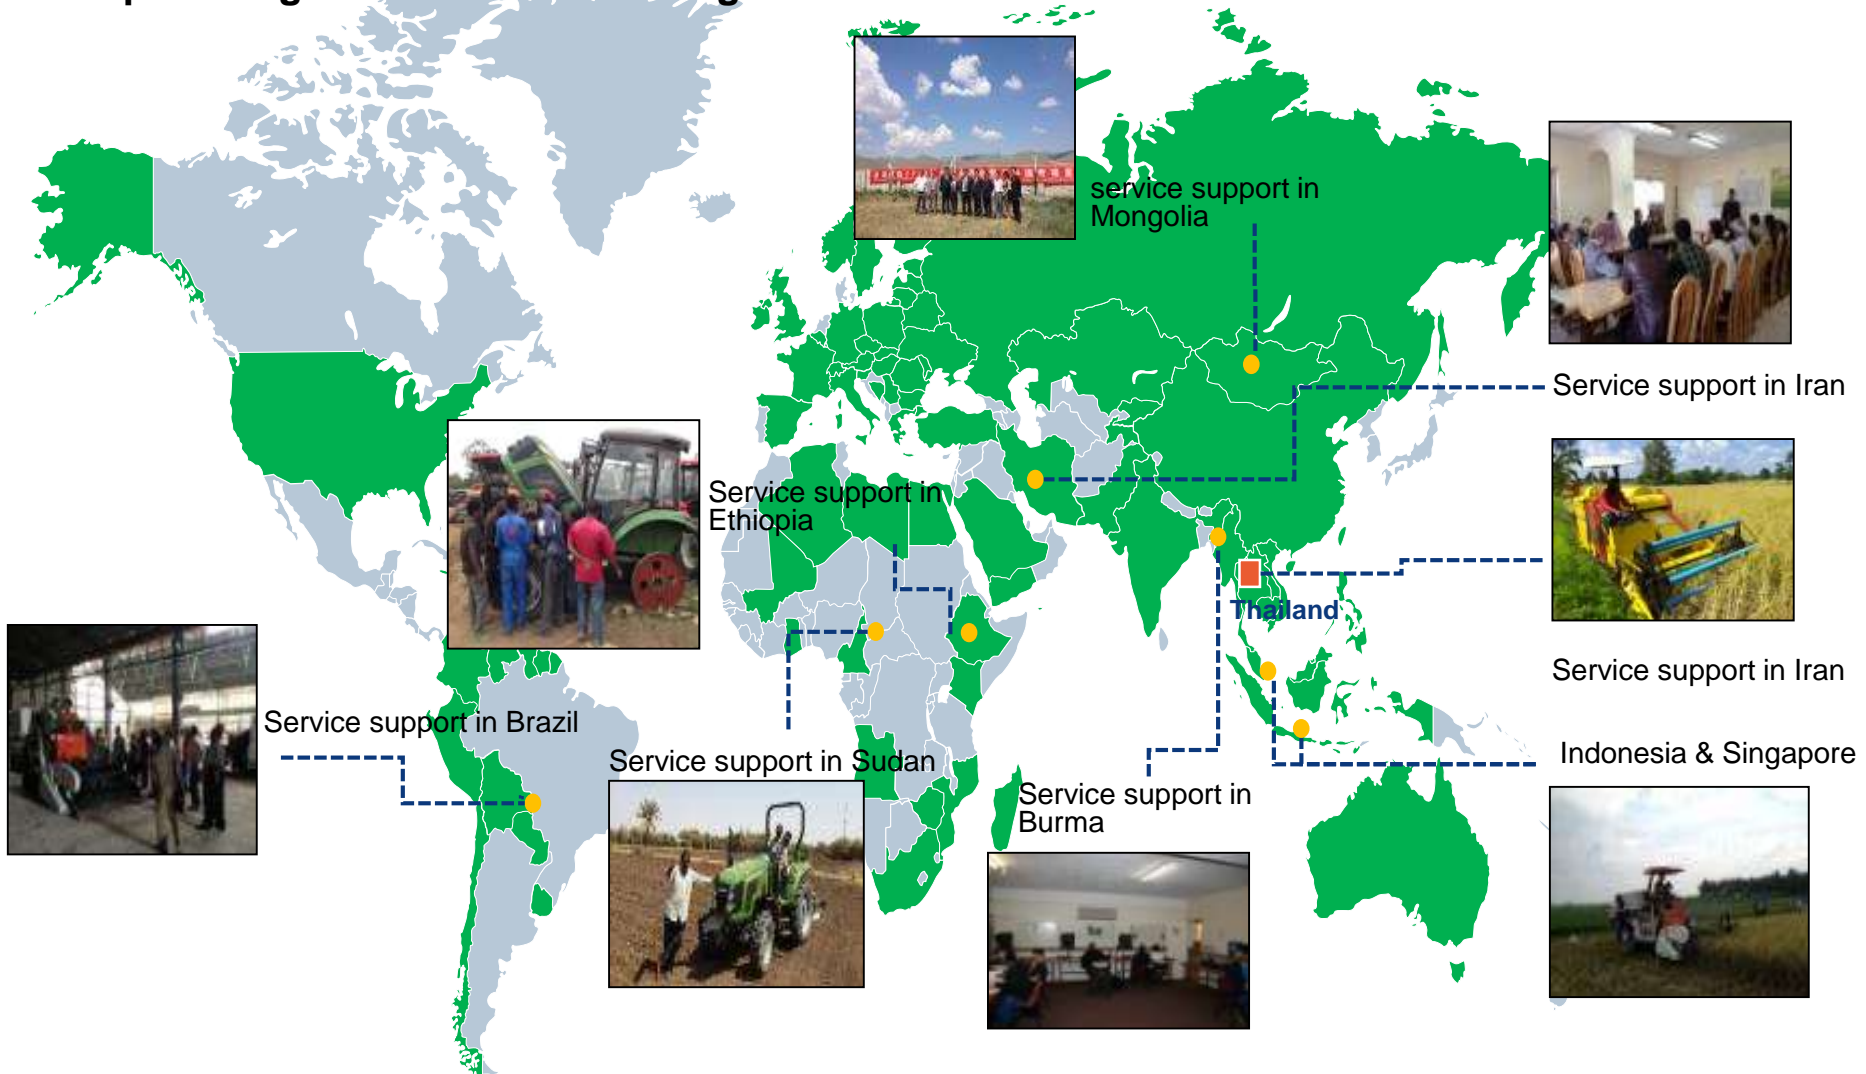 service support in
Mongolia
Service support in Iran
Service support in
Ethiopia
Thailand
Service support in Iran
Service support in Brazil
Service support in Sudan
Indonesia & Singapore
Service support in
Burma